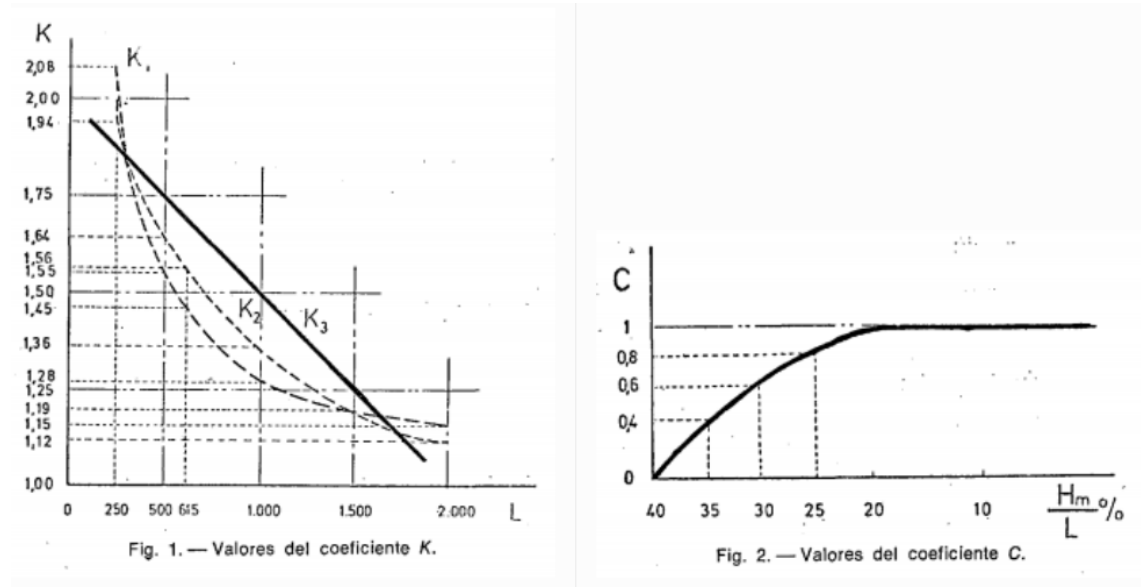 K
2,08
K₁
2,00
1,94
1,75
1,64
1,56
1,55
1,50
1,45
K₂
K₃
1,36
1,28
1,25
1,19
1,15
1,12
1,00
0 250 500 615 1.000 1.500 2.000 L
Fig. 1. — Valores del coeficiente K.
C
1
0,8
0,6
0,4
0
40 35 30 25 20 10 Hm/L %
Fig. 2. — Valores del coeficiente C.